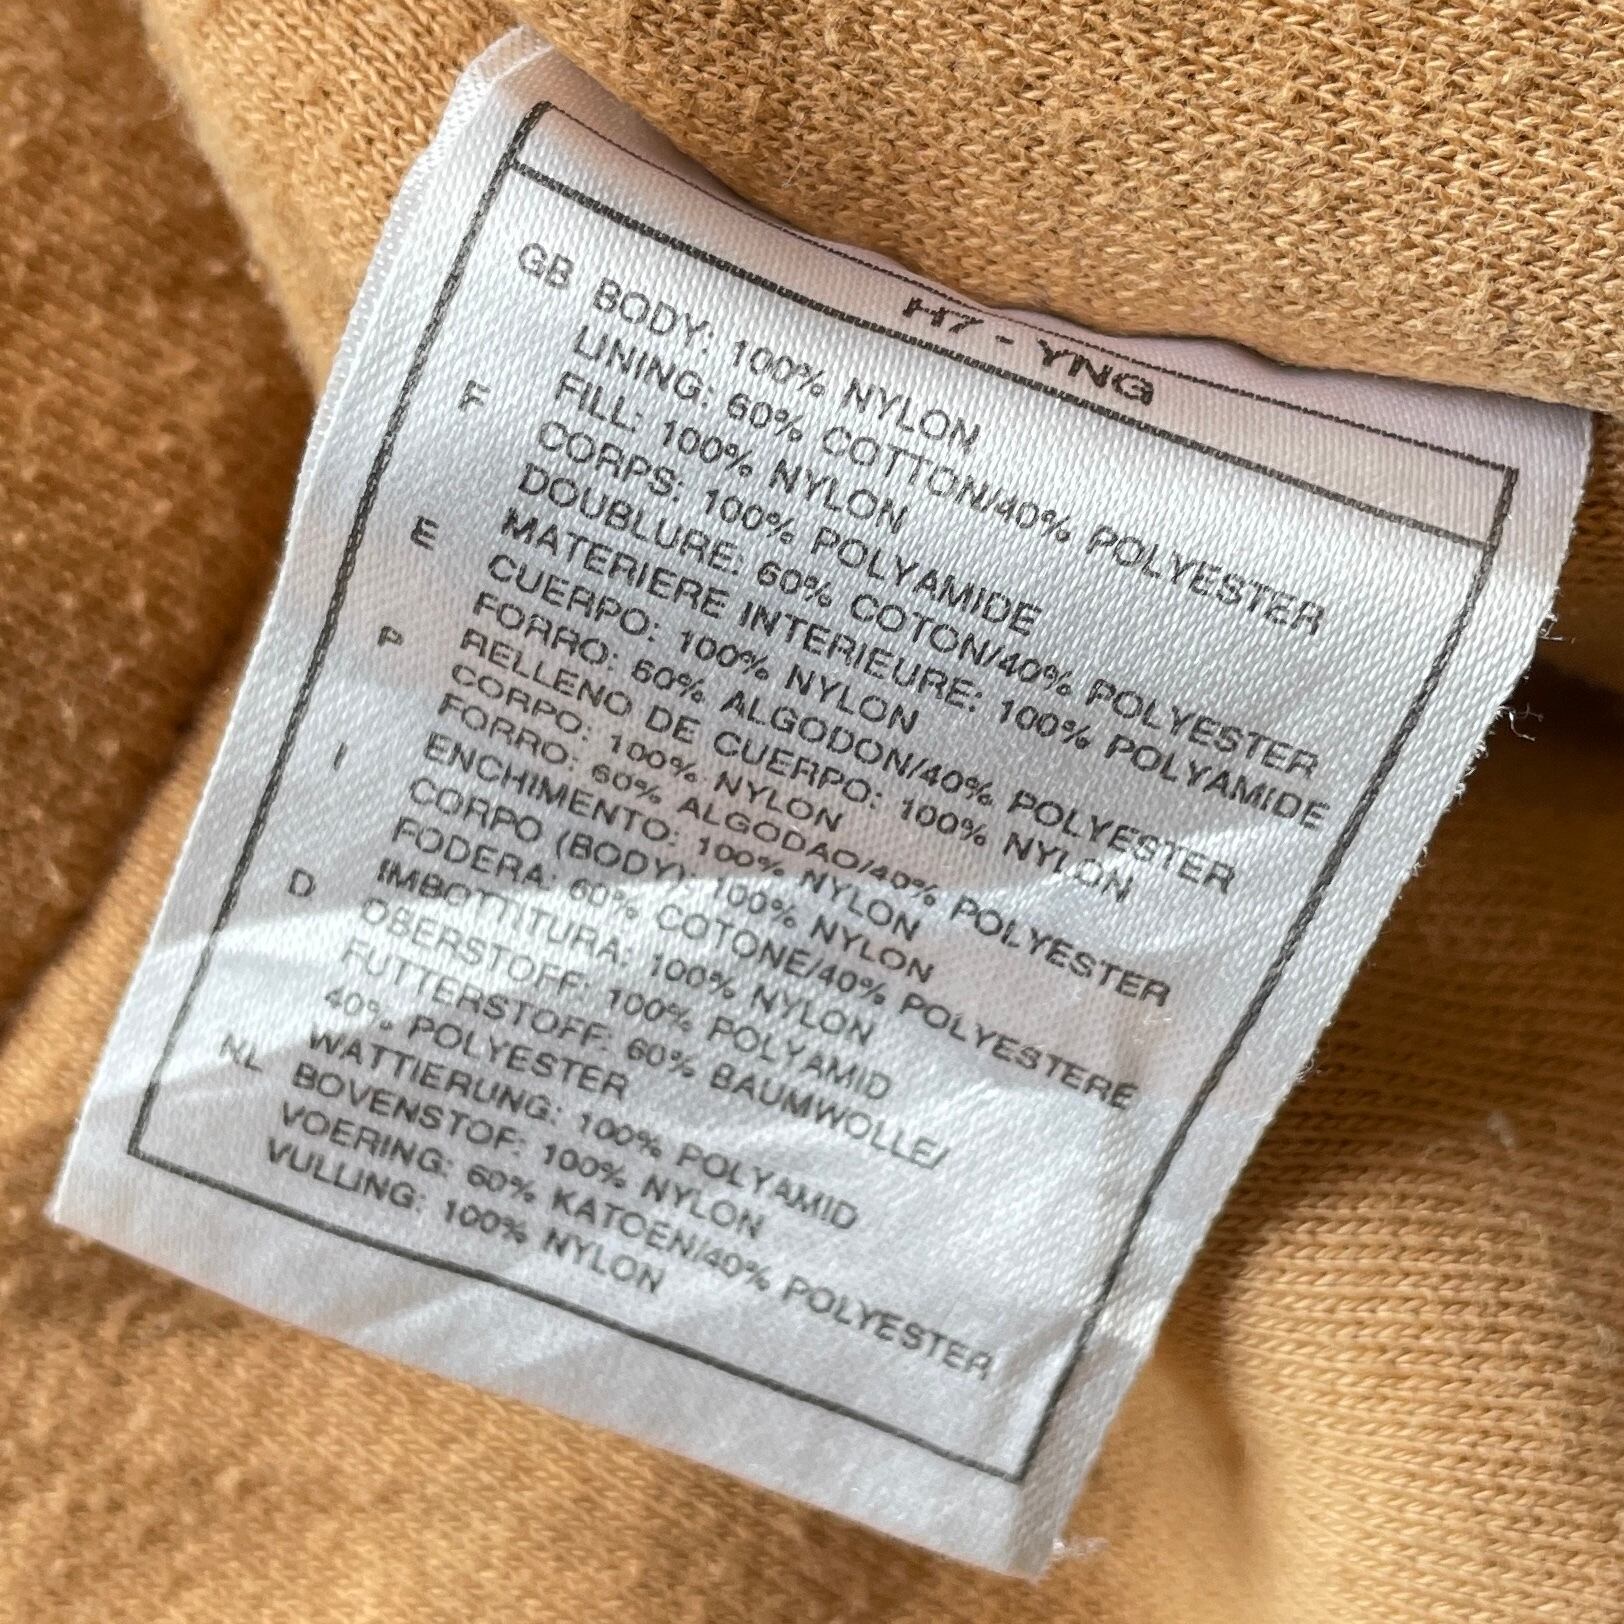 H7 - YNG
GB BODY: 100% NYLON
LINING: 60% COTTON/40% POLYESTER
FILL: 100% NYLON
F CORPS: 100% POLYAMIDE
DOUBLURE: 60% COTON/40% POLYESTER
MATERIERE INTERIEURE: 100% POLYAMIDE
E CUERPO: 100% NYLON
FORRO: 60% ALGODON/40% POLYESTER
RELLENO DE CUERPO: 100% NYLON
P CORPO: 100% NYLON
FORRO: 60% ALGODAO/40% POLYESTER
ENCHIMENTO: 100% NYLON
I CORPO (BODY): 100% NYLON
FODERA: 60% COTONE/40% POLYESTERE
IMBOTTITURA: 100% NYLON
D OBERSTOFF: 100% POLYAMID
FUTTERSTOFF: 60% BAUMWOLLE/
40% POLYESTER
WATTIERUNG: 100% POLYAMID
NL BOVENSTOF: 100% NYLON
VOERING: 60% KATOEN/40% POLYESTER
VULLING: 100% NYLON